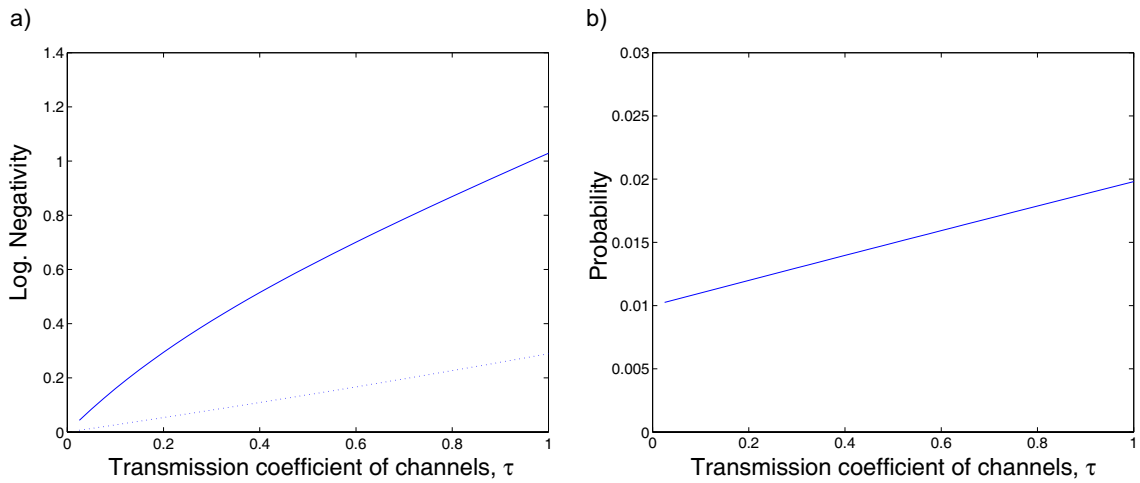 a)
1.4
1.2
1
0.8
0.6
0.4
0.2
0
0 0.2 0.4 0.6 0.8 1
Log. Negativity
Transmission coefficient of channels, τ
b)
0.03
0.025
0.02
0.015
0.01
0.005
0
0 0.2 0.4 0.6 0.8 1
Probability
Transmission coefficient of channels, τ